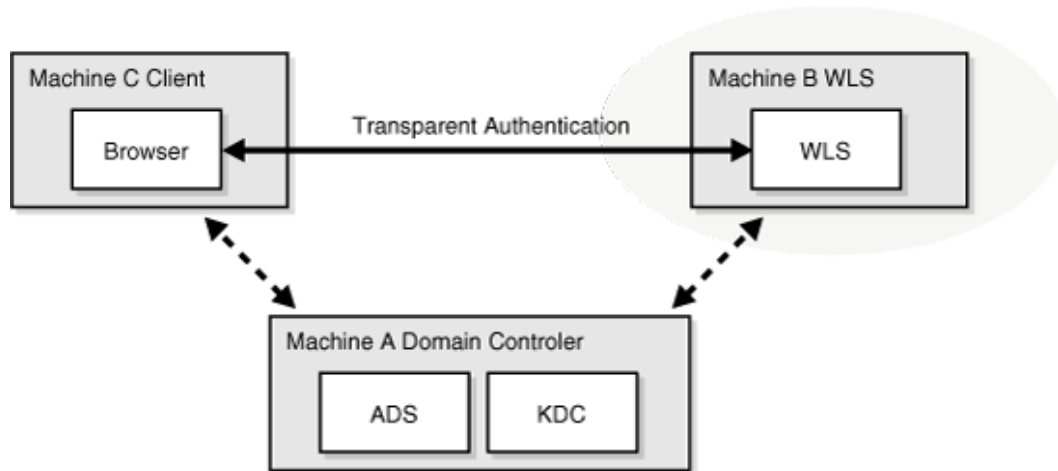 Machine C Client
Browser
Transparent Authentication
Machine B WLS
WLS
Machine A Domain Controler
ADS
KDC